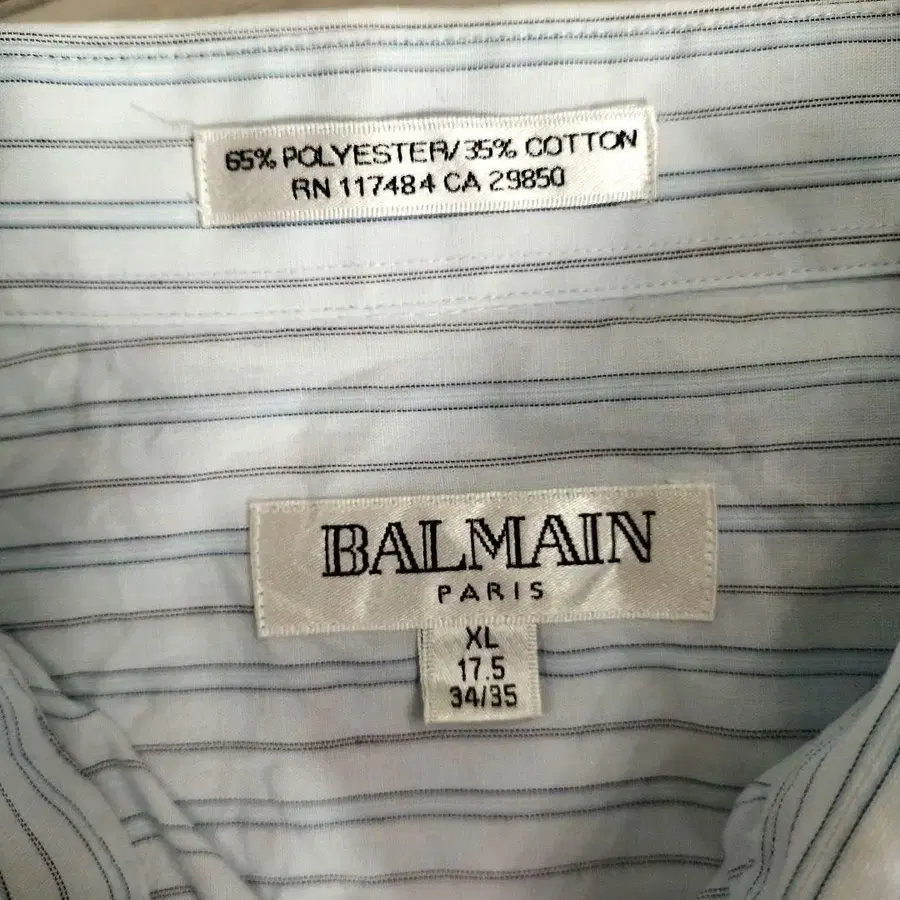 65% POLYESTER/35% COTTON
RN 117484 CA 29850
BALMAIN
PARIS
XL
17.5
34/35